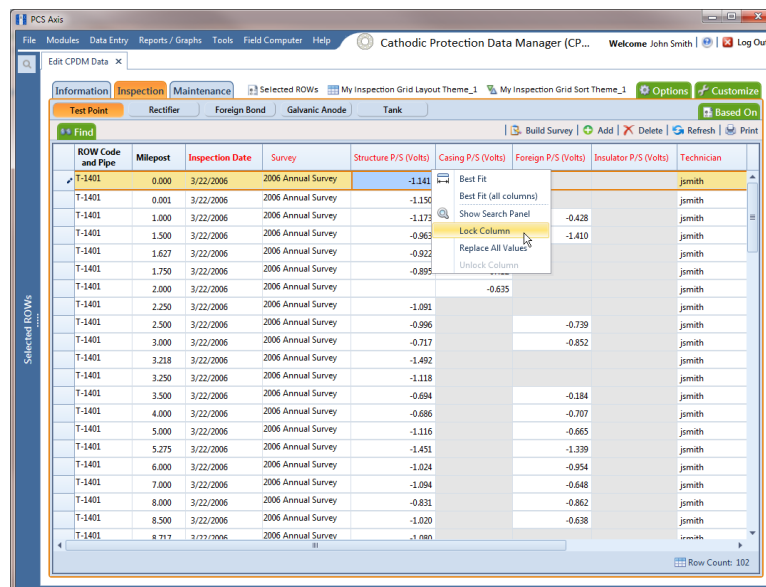 PCS Axis
File Modules Data Entry Reports / Graphs Tools Field Computer Help Cathodic Protection Data Manager (CP... Welcome John Smith Log Out
Edit CPDM Data
Information Inspection Maintenance Selected ROWs My Inspection Grid Layout Theme_1 My Inspection Grid Sort Theme_1 Options Customize
Test Point Rectifier Foreign Bond Galvanic Anode Tank Based On
Find Build Survey Add Delete Refresh Print
ROW Code and Pipe Milepost Inspection Date Survey Structure P/S (Volts) Casing P/S (Volts) Foreign P/S (Volts) Insulator P/S (Volts) Technician
T-1401 0.000 3/22/2006 2006 Annual Survey -1.141 jsmith
T-1401 0.001 3/22/2006 2006 Annual Survey -1.150 jsmith
T-1401 1.000 3/22/2006 2006 Annual Survey -1.173 -0.428 jsmith
T-1401 1.500 3/22/2006 2006 Annual Survey -0.963 -1.410 jsmith
T-1401 1.627 3/22/2006 2006 Annual Survey -0.922 jsmith
T-1401 1.750 3/22/2006 2006 Annual Survey -0.895 jsmith
T-1401 2.000 3/22/2006 2006 Annual Survey -0.635 jsmith
T-1401 2.250 3/22/2006 2006 Annual Survey -1.091 jsmith
T-1401 2.500 3/22/2006 2006 Annual Survey -0.996 -0.739 jsmith
T-1401 3.000 3/22/2006 2006 Annual Survey -0.717 -0.852 jsmith
T-1401 3.218 3/22/2006 2006 Annual Survey -1.492 jsmith
T-1401 3.250 3/22/2006 2006 Annual Survey -1.118 jsmith
T-1401 3.500 3/22/2006 2006 Annual Survey -0.694 -0.184 jsmith
T-1401 4.000 3/22/2006 2006 Annual Survey -0.686 -0.707 jsmith
T-1401 5.000 3/22/2006 2006 Annual Survey -1.116 -0.665 jsmith
T-1401 5.275 3/22/2006 2006 Annual Survey -1.451 -1.339 jsmith
T-1401 6.000 3/22/2006 2006 Annual Survey -1.024 -0.954 jsmith
T-1401 7.000 3/22/2006 2006 Annual Survey -1.094 -0.648 jsmith
T-1401 8.000 3/22/2006 2006 Annual Survey -0.831 -0.862 jsmith
T-1401 8.500 3/22/2006 2006 Annual Survey -1.020 -0.638 jsmith
T-1401 8.717 3/22/2006 2006 Annual Survey -1.080 jsmith
Best Fit
Best Fit (all columns)
Show Search Panel
Lock Column
Replace All Values
Unlock Column
Selected ROWs
Row Count: 102